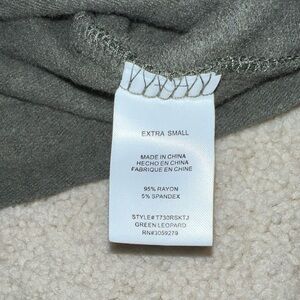 EXTRA SMALL
MADE IN CHINA
HECHO EN CHINA
FABRIQUE EN CHINE
95% RAYON
5% SPANDEX
STYLE# T730RSKTJ
GREEN LEOPARD
RN#3059279